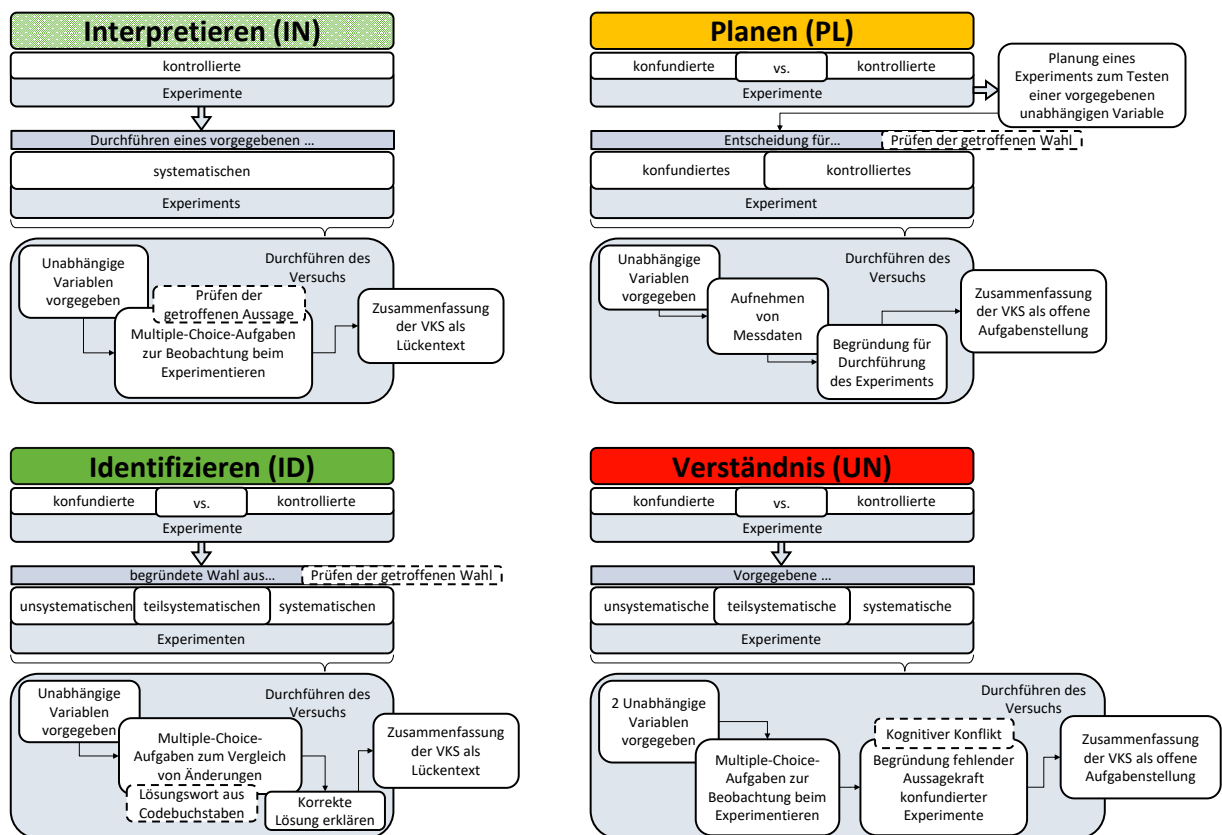 Interpretieren (IN)
kontrollierte
Experimente
Durchführen eines vorgegebenen …
systematischen
Experiments
Unabhängige
Variablen
vorgegeben
Durchführen des
Versuchs
Prüfen der
getroffenen Aussage
Multiple-Choice-Aufgaben
zur Beobachtung beim
Experimentieren
Zusammenfassung
der VKS als
Lückentext
Planen (PL)
konfundierte vs. kontrollierte
Experimente
Planung eines
Experiments zum Testen
einer vorgegebenen
unabhängigen Variable
Entscheidung für… Prüfen der getroffenen Wahl
konfundiertes kontrolliertes
Experiment
Unabhängige
Variablen
vorgegeben
Durchführen des
Versuchs
Aufnehmen
von
Messdaten
Begründung für
Durchführung
des Experiments
Zusammenfassung
der VKS als offene
Aufgabenstellung
Identifizieren (ID)
konfundierte vs. kontrollierte
Experimente
begründete Wahl aus… Prüfen der getroffenen Wahl
unsystematischen teilsystematischen systematischen
Experimenten
Unabhängige
Variablen
vorgegeben
Durchführen des
Versuchs
Multiple-Choice-
Aufgaben zum Vergleich
von Änderungen
Lösungswort aus
Codebuchstaben
Korrekte
Lösung erklären
Zusammenfassung
der VKS als
Lückentext
Verständnis (UN)
konfundierte vs. kontrollierte
Experimente
Vorgegebene …
unsystematische teilsystematische systematische
Experimente
2 Unabhängige
Variablen
vorgegeben
Durchführen des
Versuchs
Multiple-Choice-
Aufgaben zur
Beobachtung beim
Experimentieren
Kognitiver Konflikt
Begründung fehlender
Aussagekraft
konfundierter
Experimente
Zusammenfassung
der VKS als offene
Aufgabenstellung